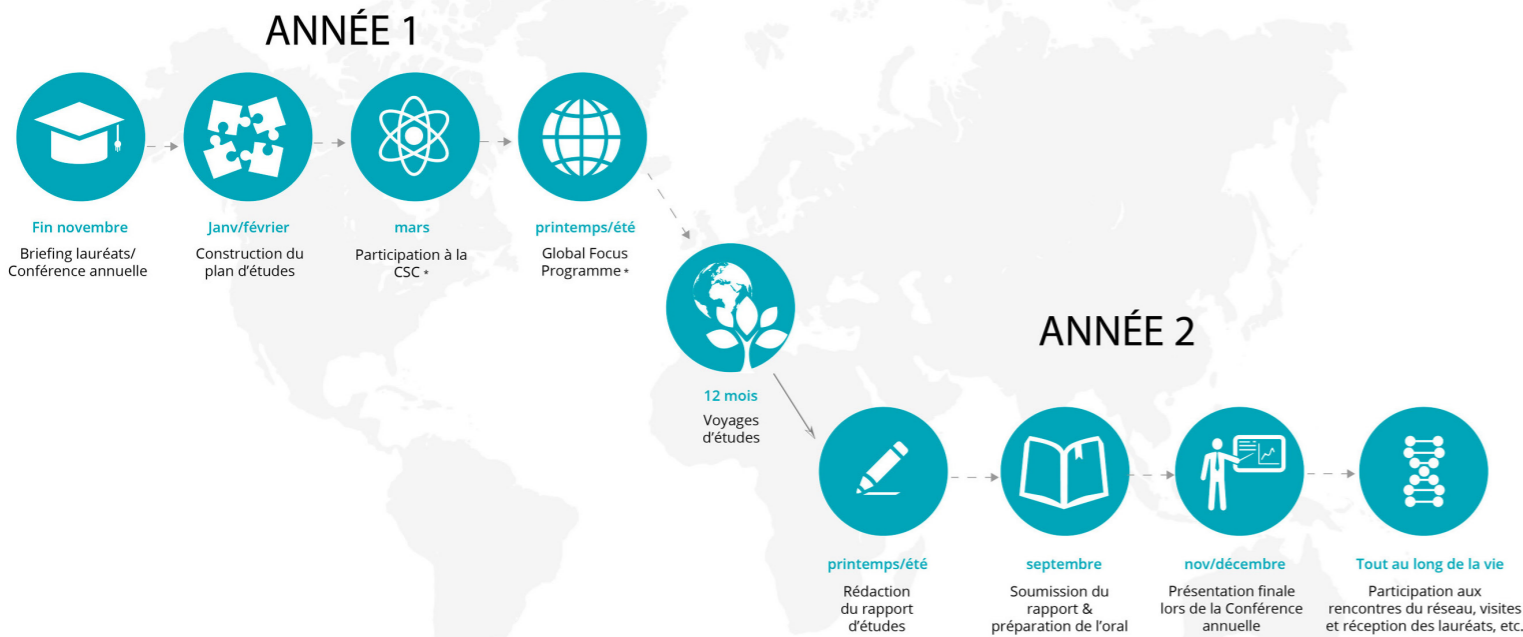 ANNÉE 1
Fin novembre
Briefing lauréats/
Conférence annuelle
Janv/février
Construction du
plan d'études
mars
Participation à la
CSC *
printemps/été
Global Focus
Programme *
12 mois
Voyages
d'études
ANNÉE 2
printemps/été
Rédaction
du rapport
d'études
septembre
Soumission du
rapport &
préparation de l'oral
nov/décembre
Présentation finale
lors de la Conférence
annuelle
Tout au long de la vie
Participation aux
rencontres du réseau, visites
et réception des lauréats, etc.